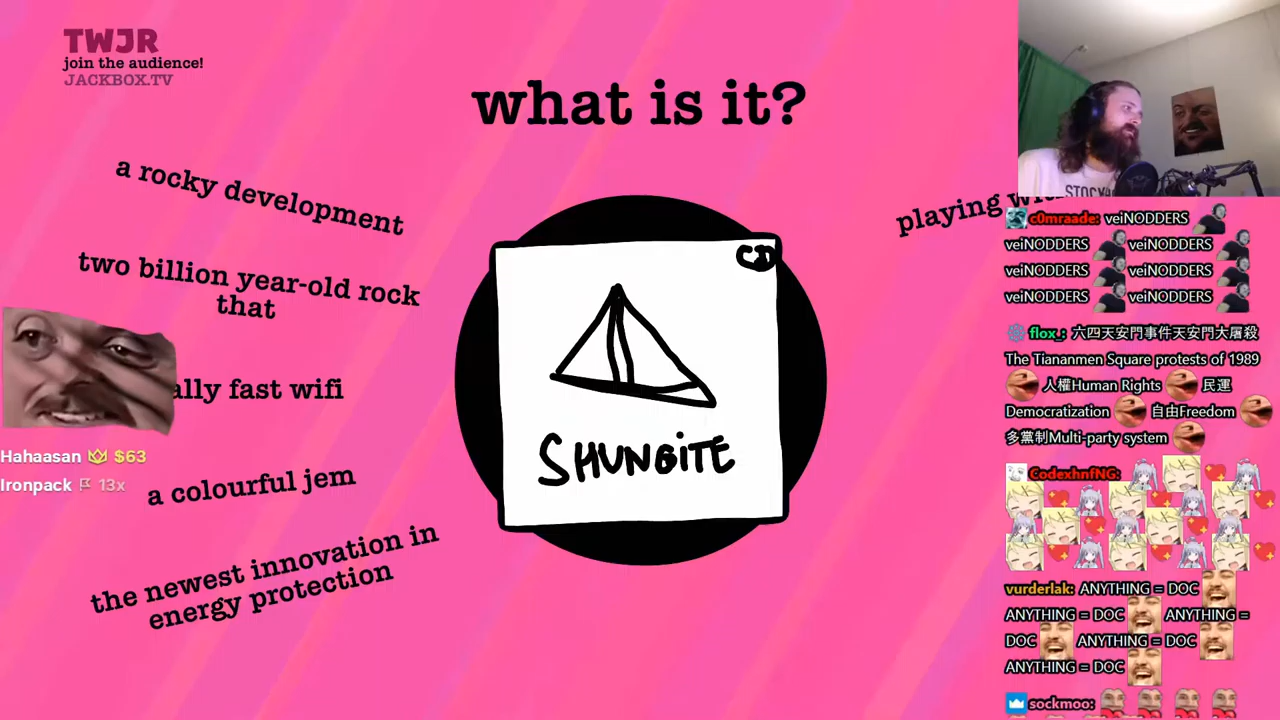 TWJR
join the audience!
JACKBOX.TV
what is it?
a rocky development
two billion year-old rock
that
ally fast wifi
a colourful jem
the newest innovation in
energy protection
playing
CD
SHUNGITE
STOCK
Hahaasan $63
Ironpack 13x
c0mraade: veiNODDERS
veiNODDERS veiNODDERS
veiNODDERS veiNODDERS
veiNODDERS veiNODDERS
flox_: 六四天安門事件天安門大屠殺
The Tiananmen Square protests of 1989
人權Human Rights 民運
Democratization 自由Freedom
多黨制Multi-party system
CodexhnfNG:
vurderlak: ANYTHING = DOC
ANYTHING = DOC ANYTHING =
DOC ANYTHING = DOC
ANYTHING = DOC
sockmoo: